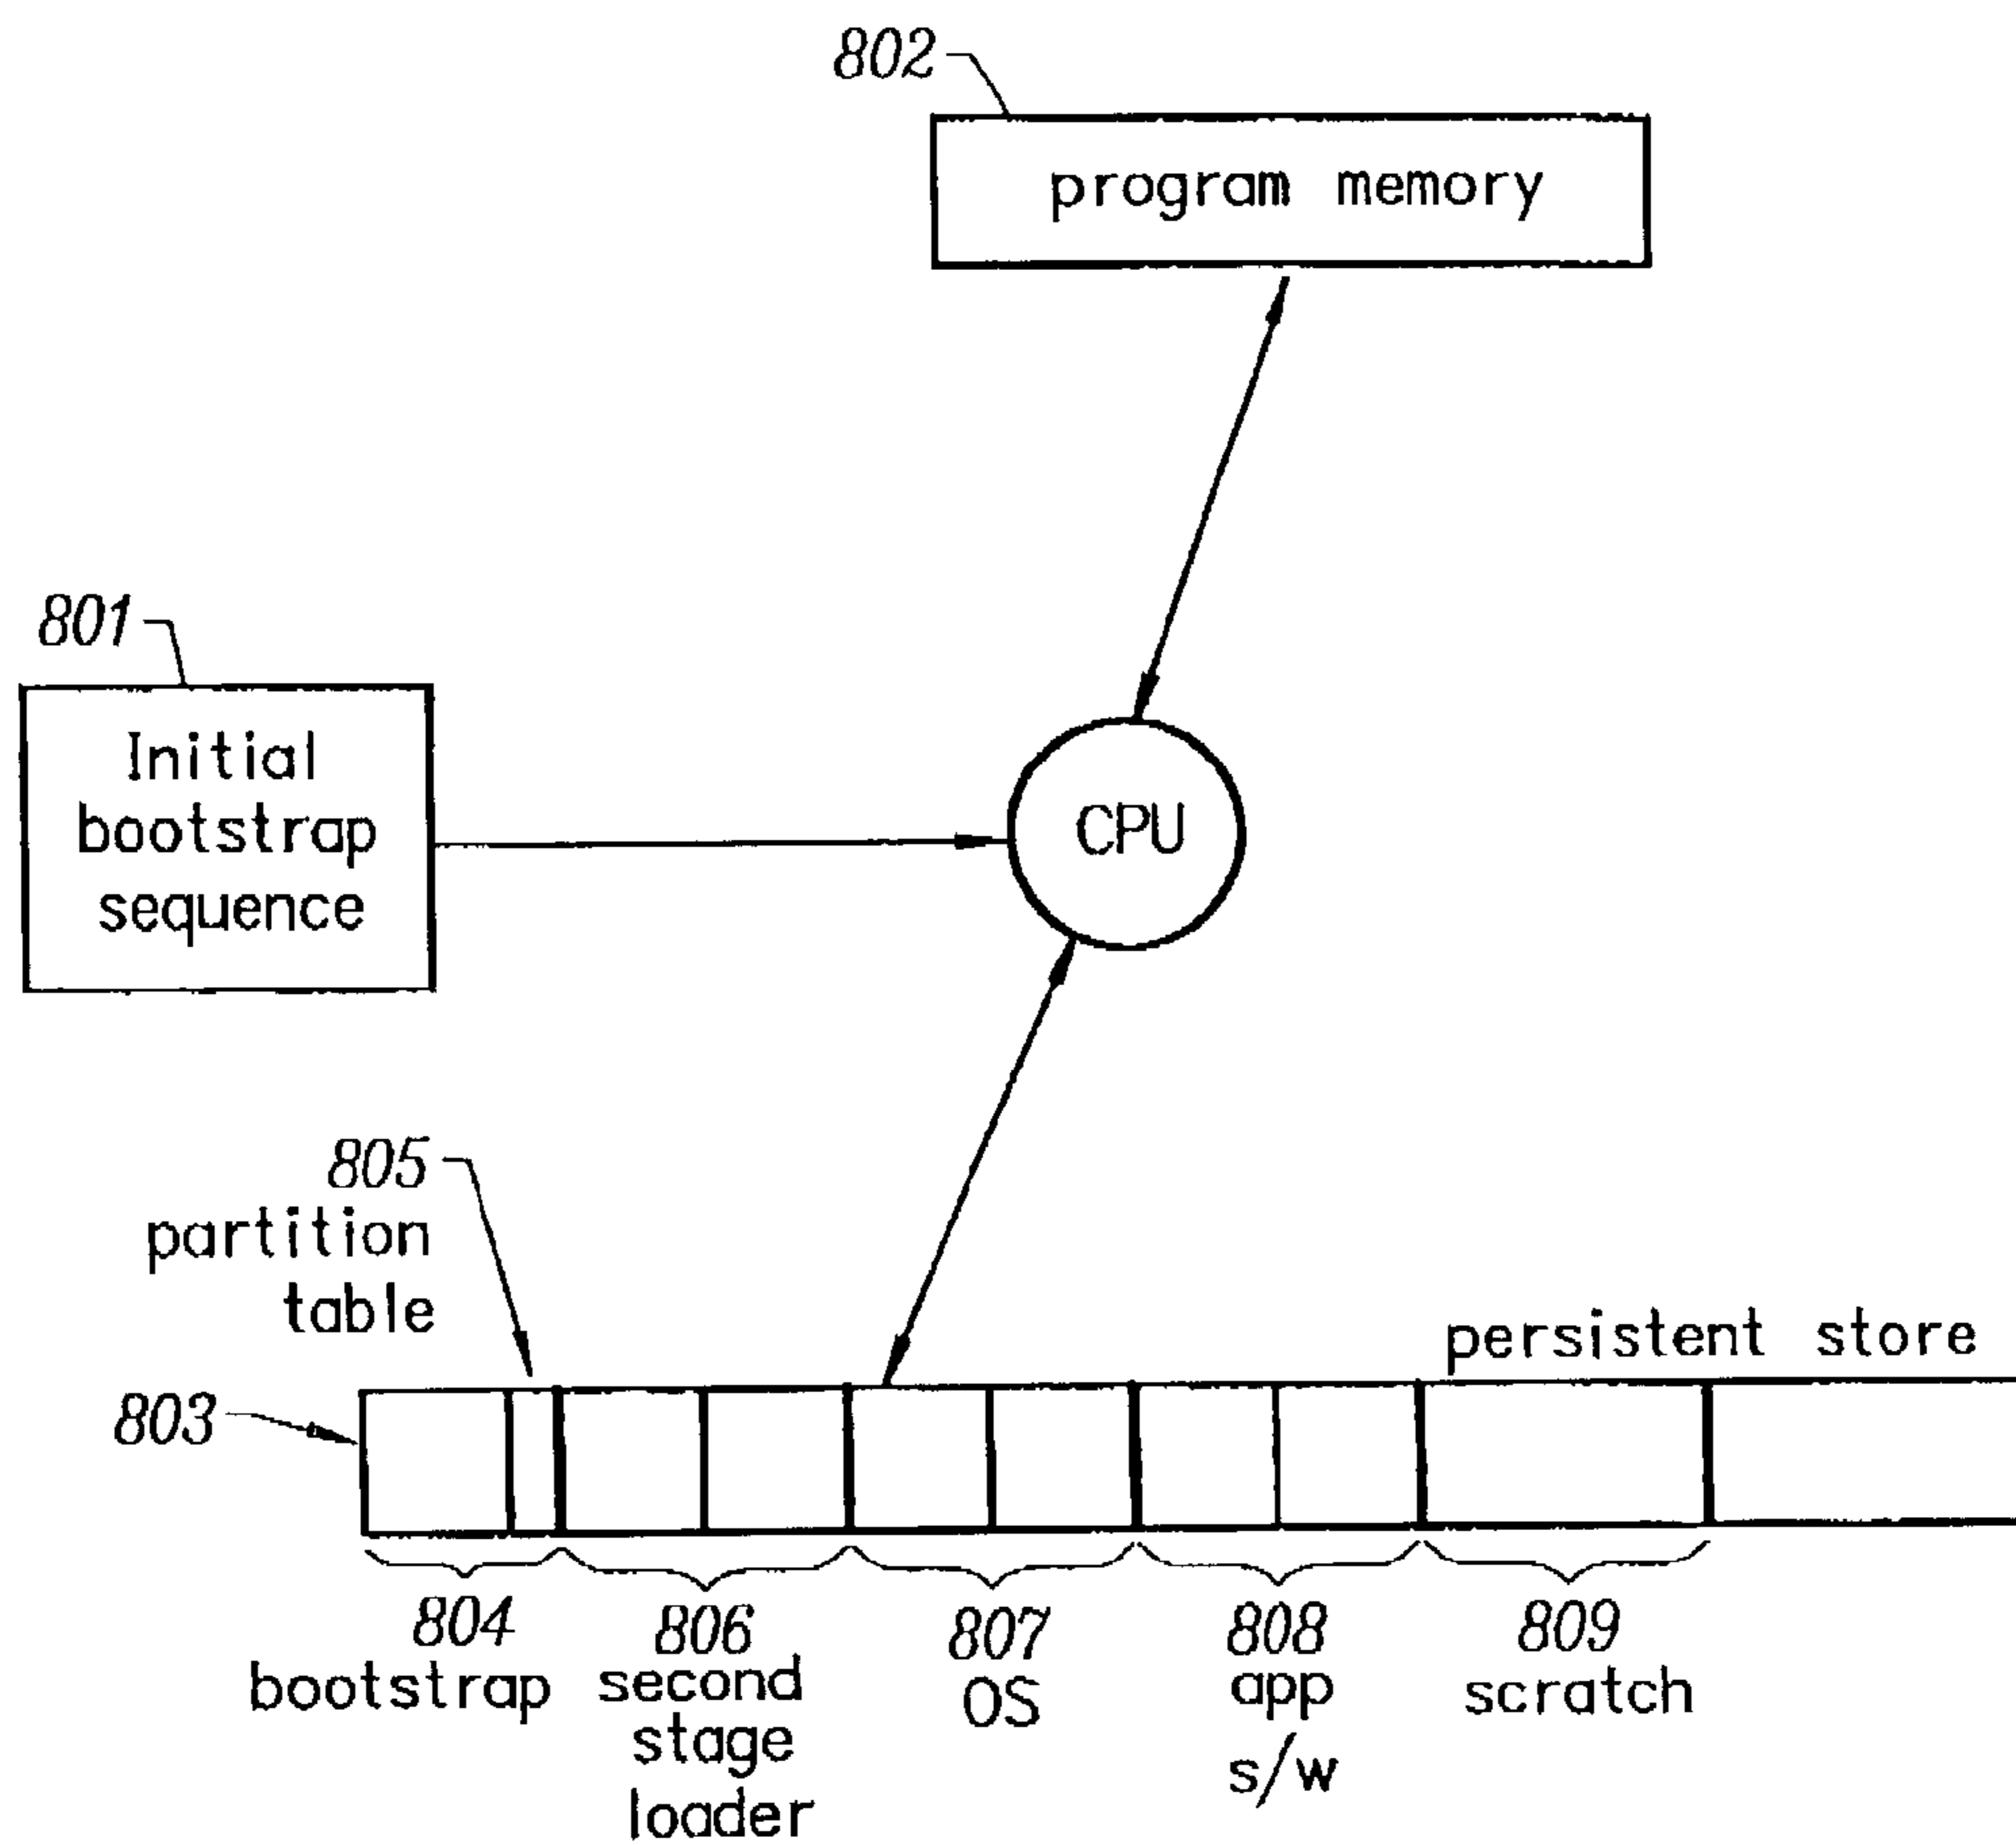 802
program memory
801
Initial
bootstrap
sequence
CPU
805
partition
table
persistent store
803
804
bootstrap
806
second
stage
loader
807
OS
808
app
s/w
809
scratch